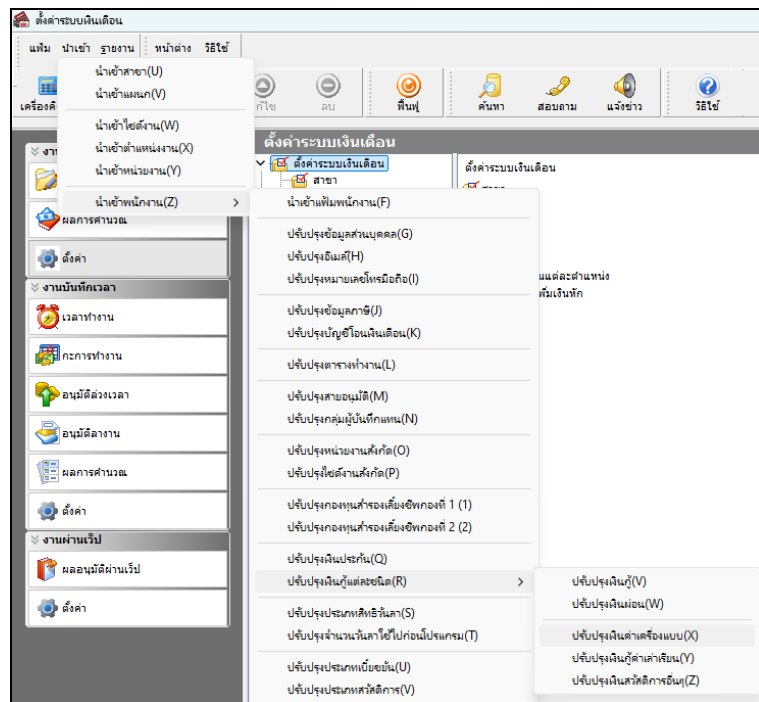 ตั้งค่าระบบเงินเดือน
แฟ้ม นำเข้า รายงาน หน้าต่าง วิธีใช้
นำเข้าสาขา(U)
นำเข้าแผนก(V)
นำเข้าไซต์งาน(W)
นำเข้าตำแหน่งงาน(X)
นำเข้าหน่วยงาน(Y)
นำเข้าพนักงาน(Z)
ลบ ฟื้นฟู ค้นหา สอบถาม แจ้งข่าว วิธีใช้
ตั้งค่าระบบเงินเดือน
ตั้งค่าระบบเงินเดือน
สาขา
ตั้งค่าระบบเงินเดือน
ผลการคำนวณ
ตั้งค่า
งานบันทึกเวลา
เวลาทำงาน
กะการทำงาน
อนุมัติล่วงเวลา
อนุมัติลางาน
ผลการคำนวณ
ตั้งค่า
งานผ่านเว็ป
ผลอนุมัติผ่านเว็ป
ตั้งค่า
นำเข้าแฟ้มพนักงาน(F)
ปรับปรุงข้อมูลส่วนบุคคล(G)
ปรับปรุงอีเมล์(H)
ปรับปรุงหมายเลขโทรมือถือ(I)
ปรับปรุงข้อมูลภาษี(J)
ปรับปรุงบัญชีโอนเงินเดือน(K)
ปรับปรุงตารางทำงาน(L)
ปรับปรุงสายอนุมัติ(M)
ปรับปรุงกลุ่มผู้บันทึกแทน(N)
ปรับปรุงหน่วยงานสังกัด(O)
ปรับปรุงไซต์งานสังกัด(P)
ปรับปรุงกองทุนสำรองเลี้ยงชีพกองที่ 1 (1)
ปรับปรุงกองทุนสำรองเลี้ยงชีพกองที่ 2 (2)
ปรับปรุงเงินประกัน(Q)
ปรับปรุงเงินกู้แต่ละชนิด(R)
ปรับปรุงประเภทสิทธิวันลา(S)
ปรับปรุงจำนวนวันลาใช้ไปก่อนโปรแกรม(T)
ปรับปรุงประเภทเบี้ยขยัน(U)
ปรับปรุงประเภทสวัสดิการ(V)
ปรับปรุงเงินกู้(V)
ปรับปรุงเงินผ่อน(W)
ปรับปรุงเงินค่าเครื่องแบบ(X)
ปรับปรุงเงินกู้ค่าเล่าเรียน(Y)
ปรับปรุงเงินสวัสดิการอื่นๆ(Z)